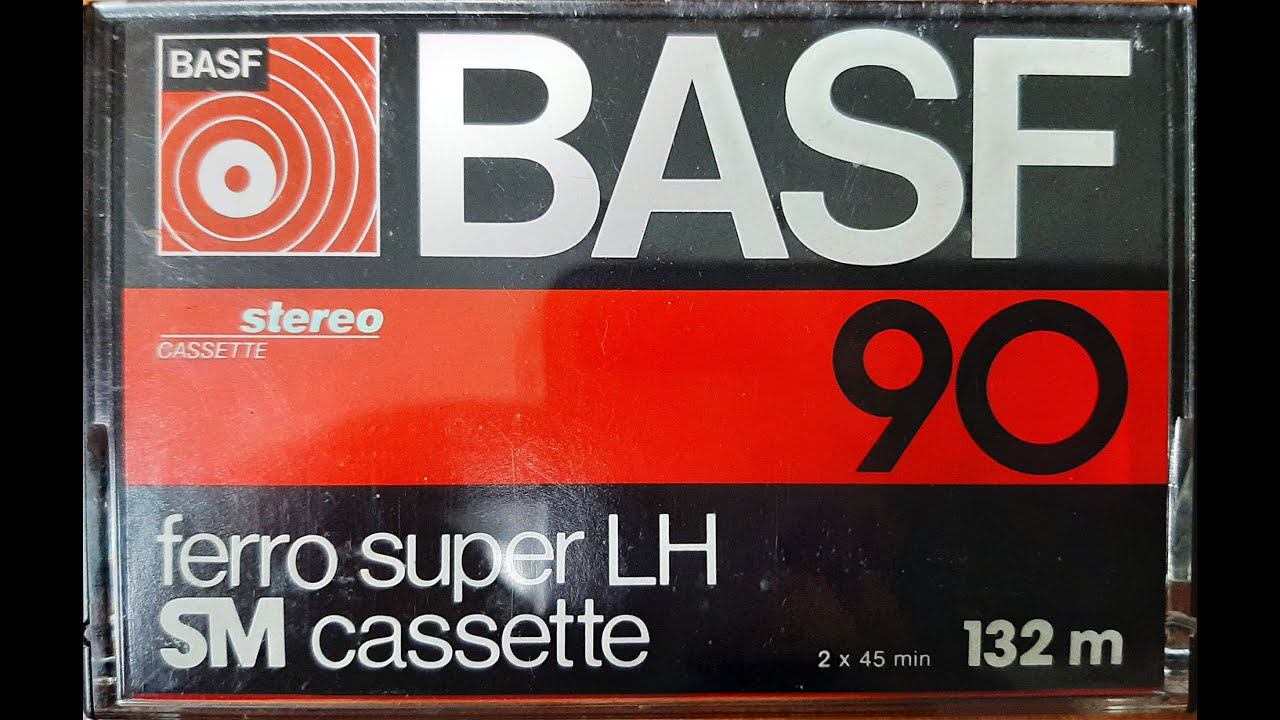 BASF
BASF
stereo
CASSETTE
90
ferro super LH
SM cassette
2 x 45 min 132 m